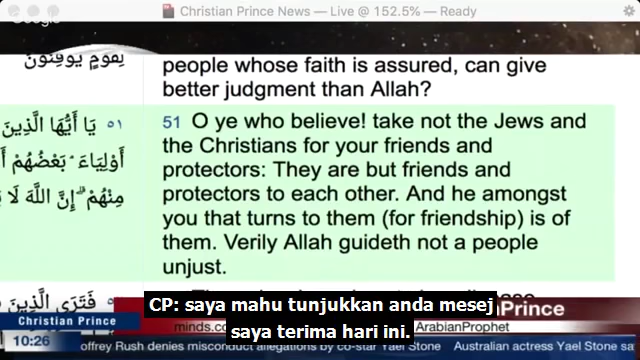 Christian Prince News — Live @ 152.5% — Ready
لِقَوْمٍ يُوقِنُونَ
people whose faith is assured, can give
better judgment than Allah?
٥١ يَا أَيُّهَا الَّذِينَ
أَوْلِيَاءَ ۘ بَعْضُهُمْ
مِنْهُمْ ۗ إِنَّ اللَّهَ لَا
51 O ye who believe! take not the Jews and
the Christians for your friends and
protectors: They are but friends and
protectors to each other. And he amongst
you that turns to them (for friendship) is of
them. Verily Allah guideth not a people
unjust.
فَتَرَى الَّذِينَ
CP: saya mahu tunjukkan anda mesej
saya terima hari ini.
Christian Prince
minds.com
Prince
ArabianProphet
10:26
offrey Rush denies misconduct allegations by co-star Yael Stone
Australian actress Yael Stone sa